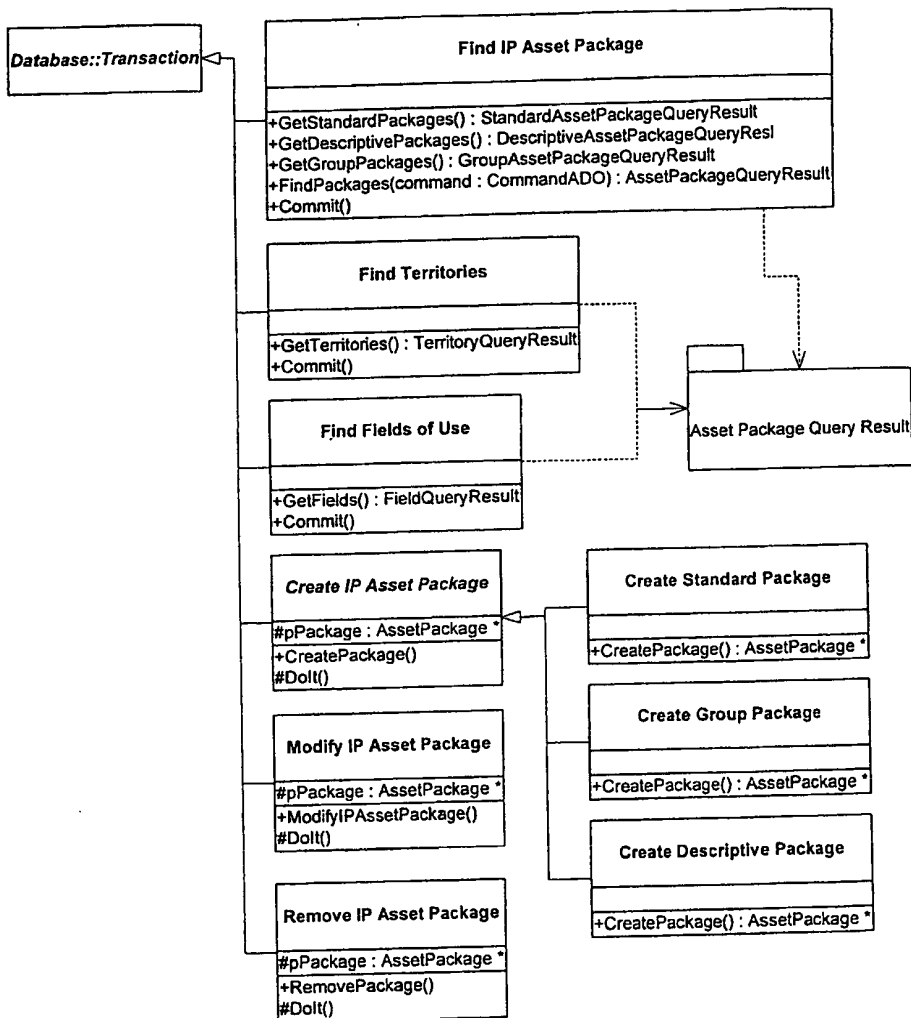 Database::Transaction
Find IP Asset Package
+GetStandardPackages() : StandardAssetPackageQueryResult
+GetDescriptivePackages() : DescriptiveAssetPackageQueryResl
+GetGroupPackages() : GroupAssetPackageQueryResult
+FindPackages(command : CommandADO) : AssetPackageQueryResult
+Commit()
Find Territories
+GetTerritories() : TerritoryQueryResult
+Commit()
Asset Package Query Result
Find Fields of Use
+GetFields() : FieldQueryResult
+Commit()
Create IP Asset Package
#pPackage : AssetPackage *
+CreatePackage()
#DoIt()
Create Standard Package
+CreatePackage() : AssetPackage *
Create Group Package
+CreatePackage() : AssetPackage *
Modify IP Asset Package
#pPackage : AssetPackage *
+ModifyIPAssetPackage()
#DoIt()
Create Descriptive Package
+CreatePackage() : AssetPackage *
Remove IP Asset Package
#pPackage : AssetPackage *
+RemovePackage()
#DoIt()